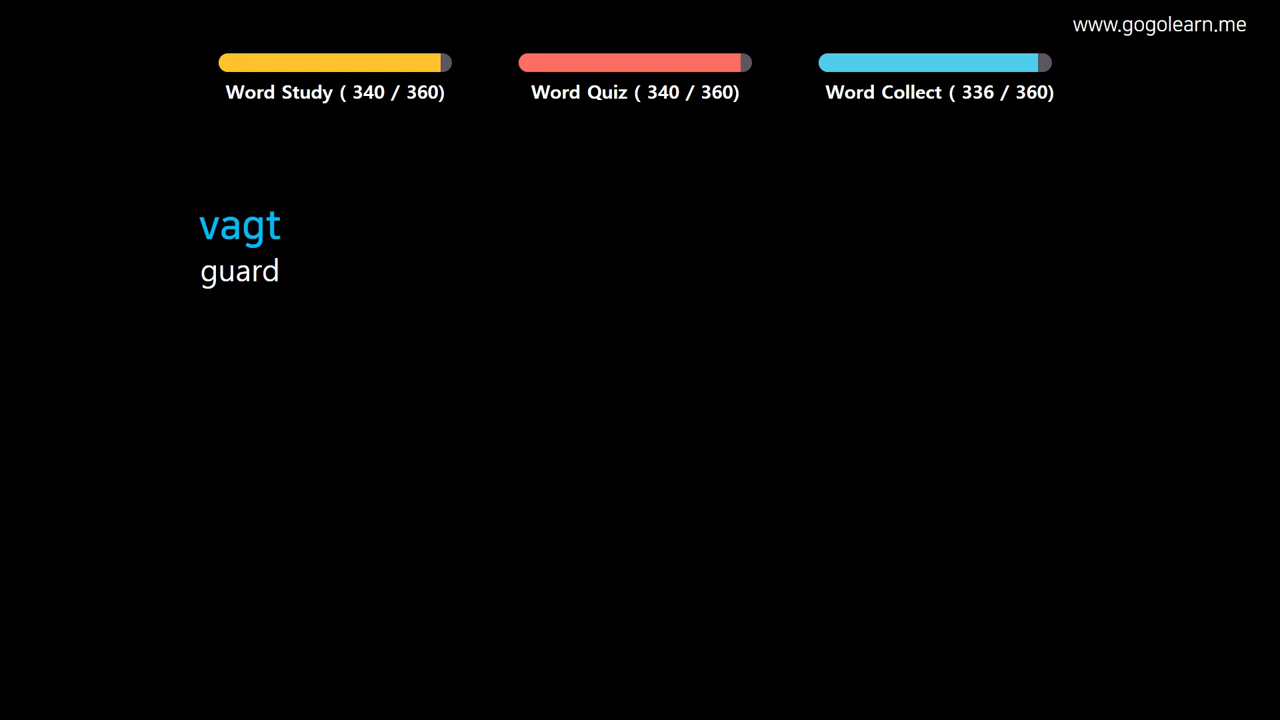 www.gogolearn.me
Word Study ( 340 / 360)
Word Quiz ( 340 / 360)
Word Collect ( 336 / 360)
vagt
guard